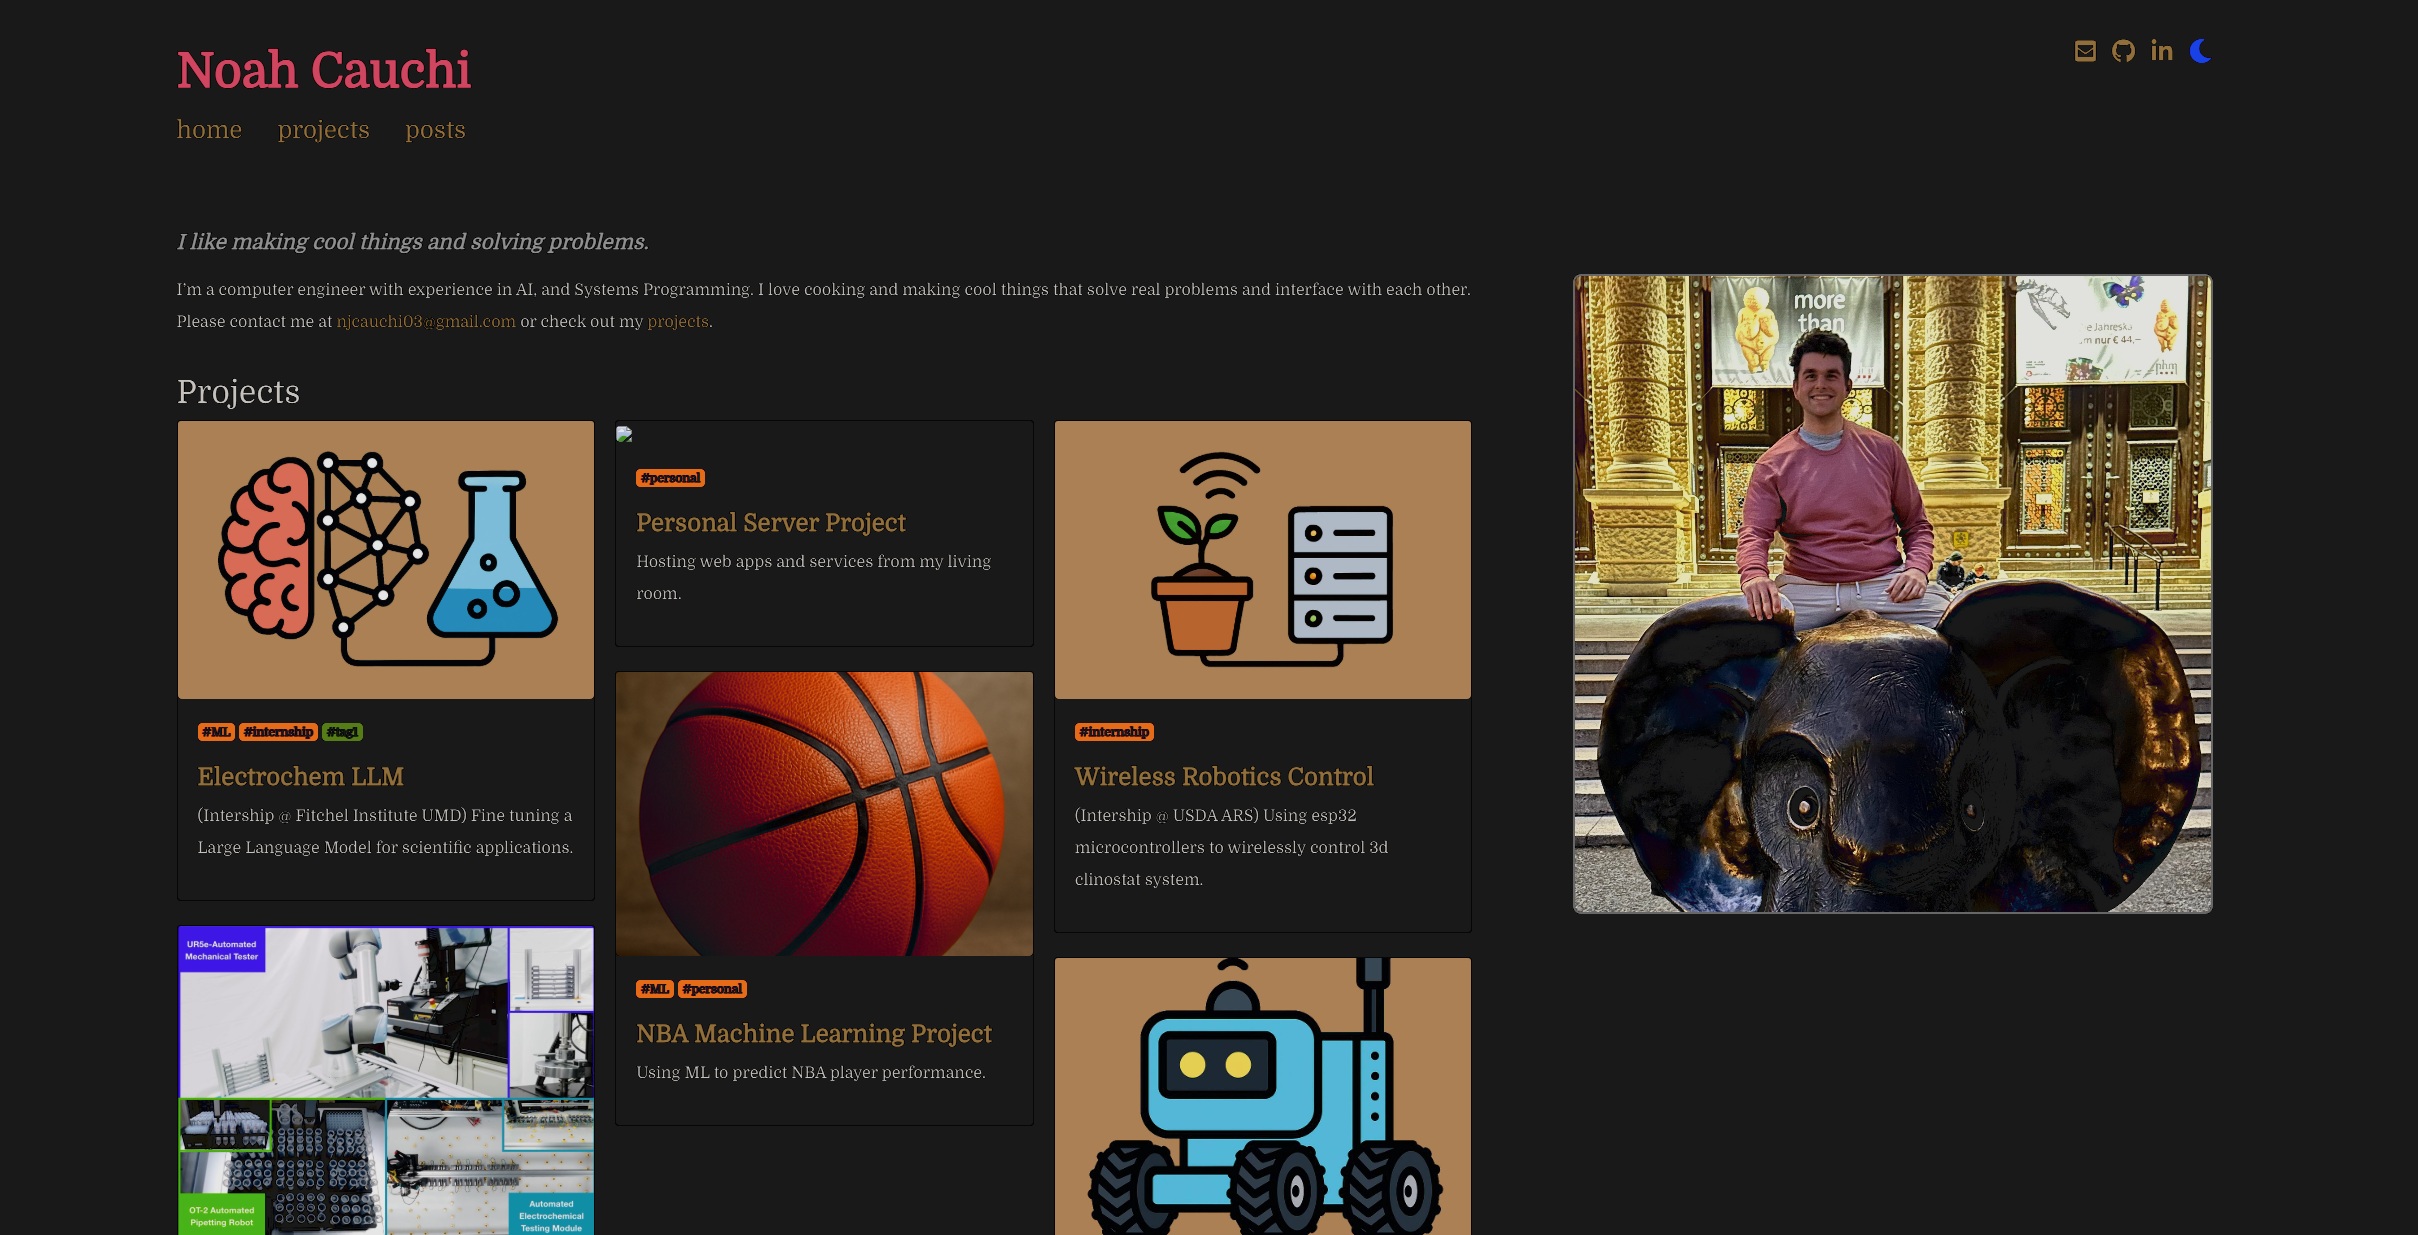 Noah Cauchi
home projects posts
I like making cool things and solving problems.
I'm a computer engineer with experience in AI, and Systems Programming. I love cooking and making cool things that solve real problems and interface with each other.
Please contact me at njcauchi03@gmail.com or check out my projects.
more
than
e Jahreska
m nur € 44,–
nhm
Projects
#ML #internship #tag1
Electrochem LLM
(Intership @ Fitchel Institute UMD) Fine tuning a
Large Language Model for scientific applications.
UR5e-Automated
Mechanical Tester
OT-2 Automated
Pipetting Robot
Automated
Electrochemical
Testing Module
#personal
Personal Server Project
Hosting web apps and services from my living
room.
#ML #personal
NBA Machine Learning Project
Using ML to predict NBA player performance.
#internship
Wireless Robotics Control
(Intership @ USDA ARS) Using esp32
microcontrollers to wirelessly control 3d
clinostat system.